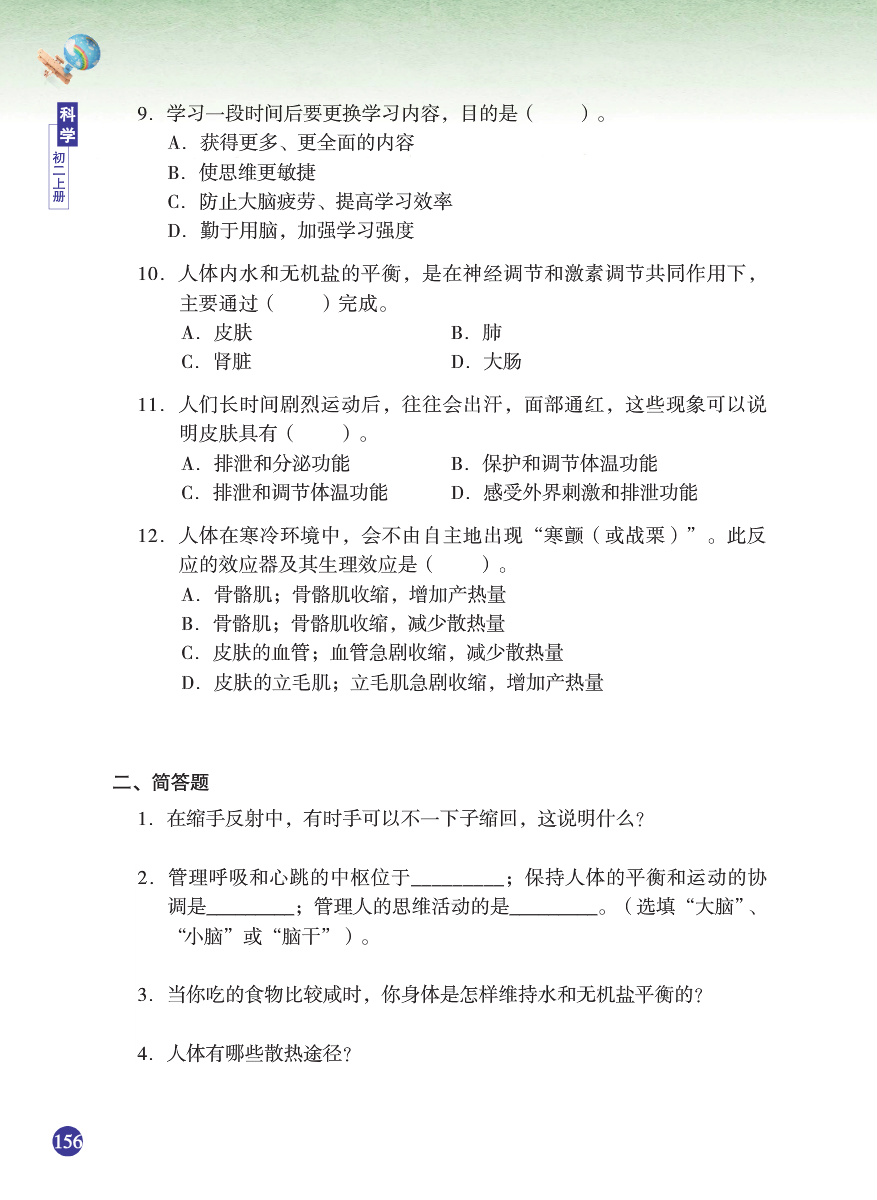 科学
初二上册
9. 学习一段时间后要更换学习内容，目的是（　　）。
A. 获得更多、更全面的内容
B. 使思维更敏捷
C. 防止大脑疲劳、提高学习效率
D. 勤于用脑，加强学习强度
10. 人体内水和无机盐的平衡，是在神经调节和激素调节共同作用下，
主要通过（　　）完成。
A. 皮肤　　B. 肺
C. 肾脏　　D. 大肠
11. 人们长时间剧烈运动后，往往会出汗，面部通红，这些现象可以说
明皮肤具有（　　）。
A. 排泄和分泌功能　　B. 保护和调节体温功能
C. 排泄和调节体温功能　　D. 感受外界刺激和排泄功能
12. 人体在寒冷环境中，会不由自主地出现“寒颤（或战栗）”。此反
应的效应器及其生理效应是（　　）。
A. 骨骼肌；骨骼肌收缩，增加产热量
B. 骨骼肌；骨骼肌收缩，减少散热量
C. 皮肤的血管；血管急剧收缩，减少散热量
D. 皮肤的立毛肌；立毛肌急剧收缩，增加产热量
二、简答题
1. 在缩手反射中，有时手可以不一下子缩回，这说明什么？
2. 管理呼吸和心跳的中枢位于_________；保持人体的平衡和运动的协
调是_________；管理人的思维活动的是_________。（选填“大脑”、
“小脑”或“脑干”）。
3. 当你吃的食物比较咸时，你身体是怎样维持水和无机盐平衡的？
4. 人体有哪些散热途径？
156